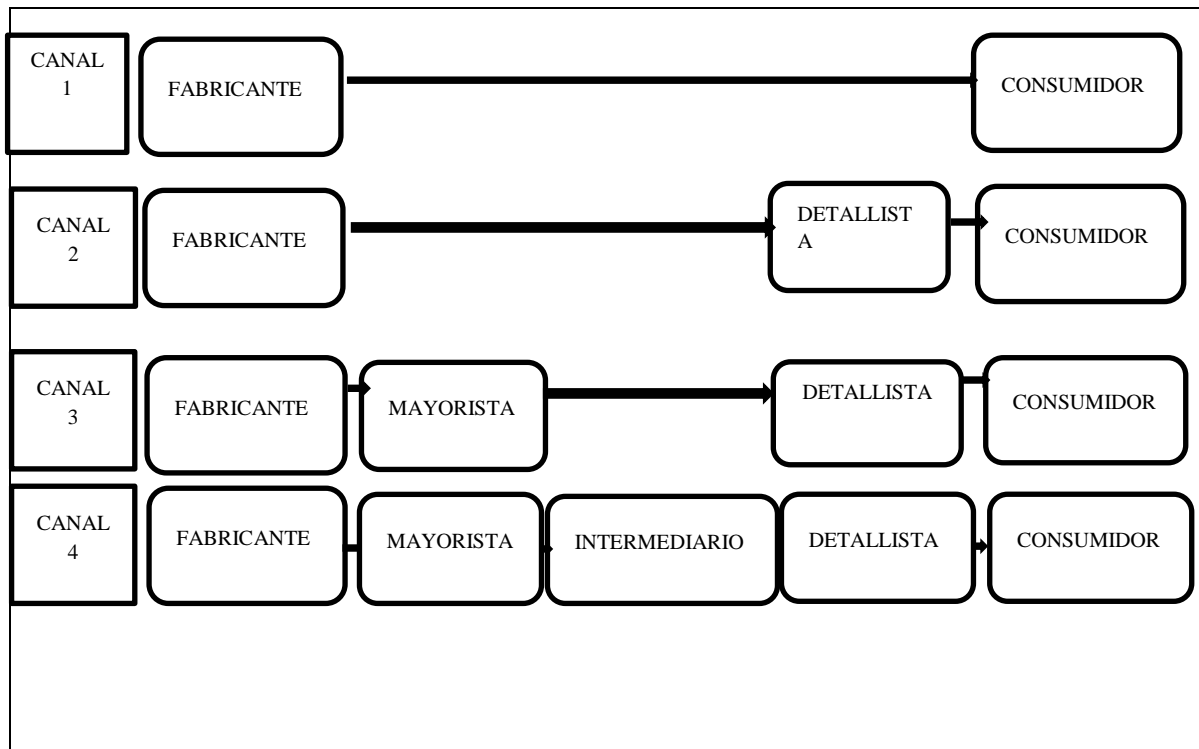 CANAL
1
FABRICANTE
CONSUMIDOR
CANAL
2
FABRICANTE
DETALLIST
A
CONSUMIDOR
CANAL
3
FABRICANTE
MAYORISTA
DETALLISTA
CONSUMIDOR
CANAL
4
FABRICANTE
MAYORISTA
INTERMEDIARIO
DETALLISTA
CONSUMIDOR